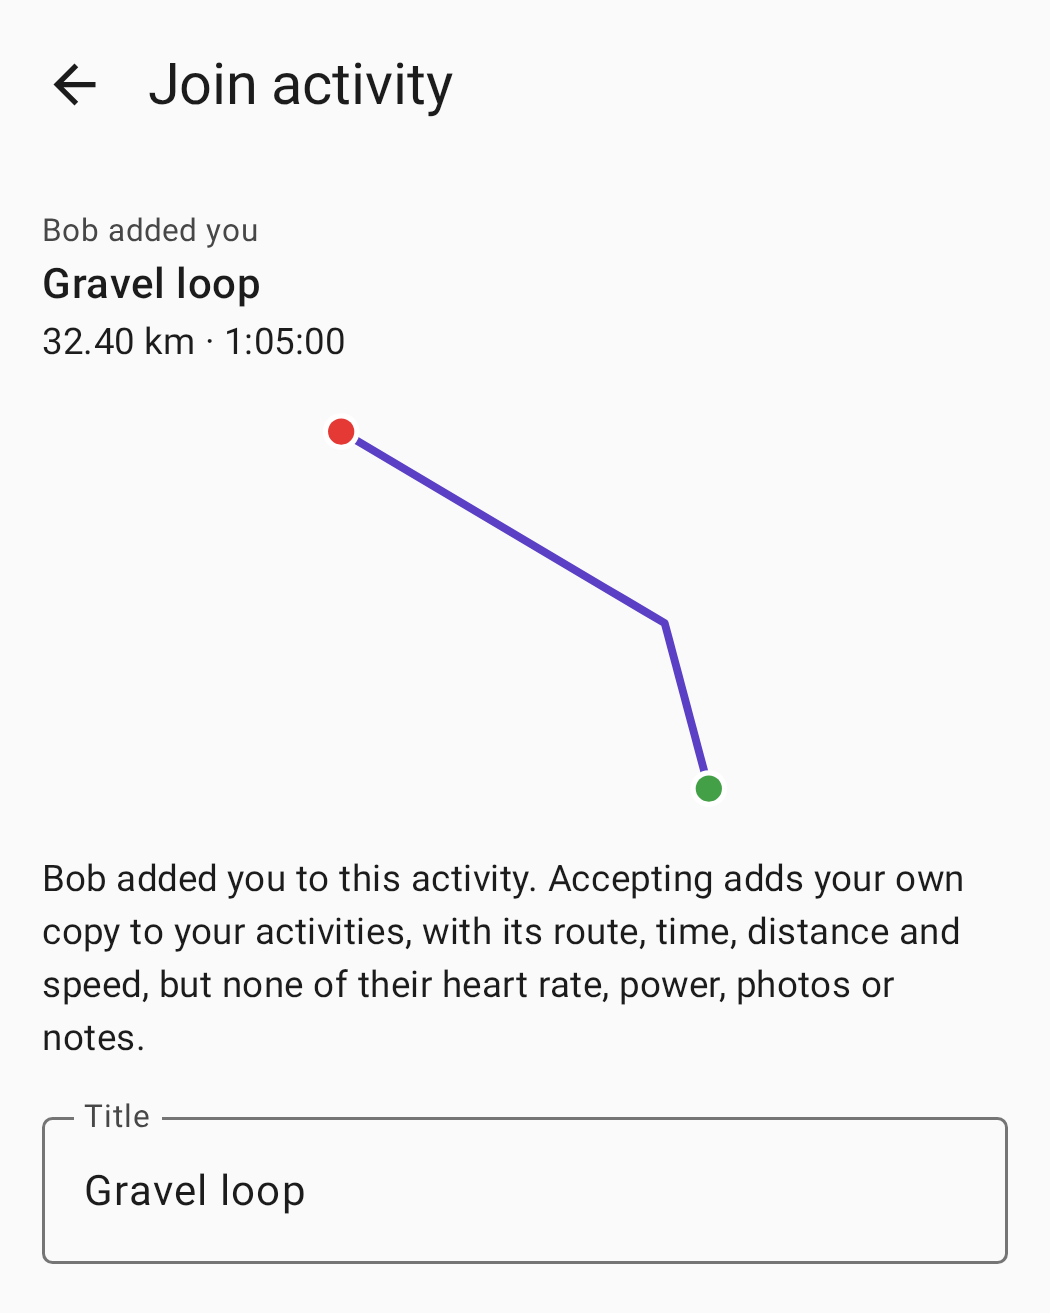 Join activity
Bob added you
Gravel loop
32.40 km · 1:05:00
Bob added you to this activity. Accepting adds your own
copy to your activities, with its route, time, distance and
speed, but none of their heart rate, power, photos or
notes.
Title
Gravel loop